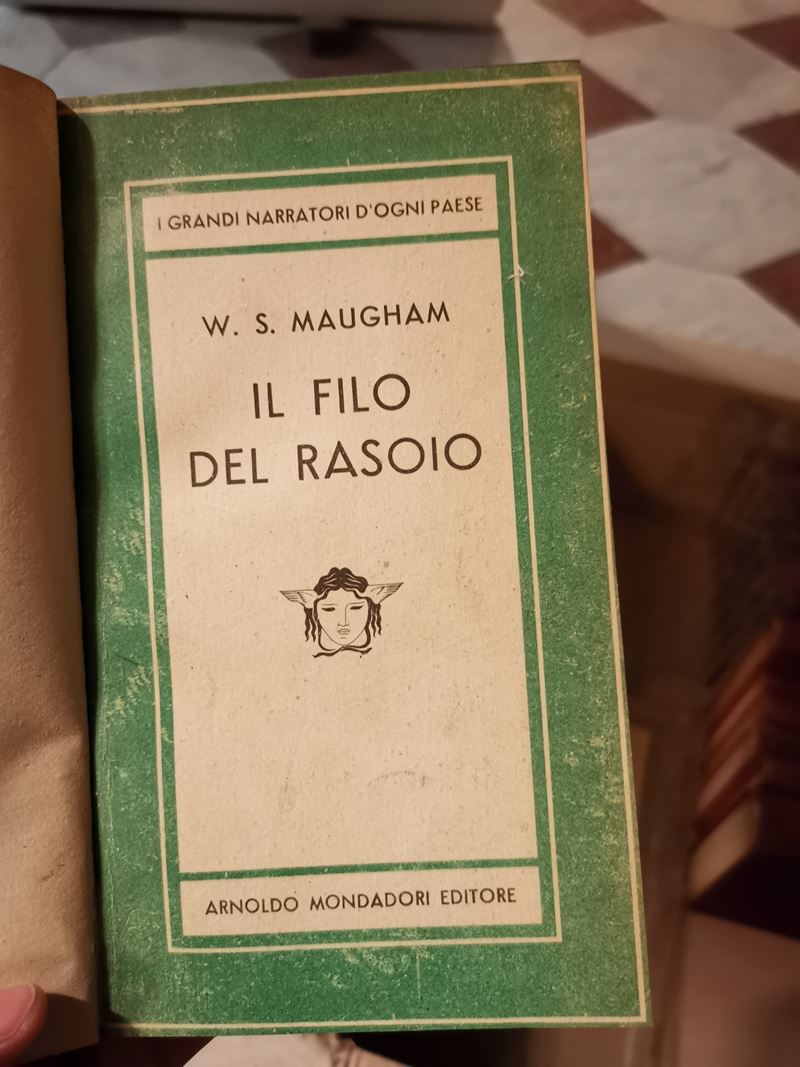 I GRANDI NARRATORI D'OGNI PAESE
W. S. MAUGHAM
IL FILO
DEL RASOIO
ARNOLDO MONDADORI EDITORE